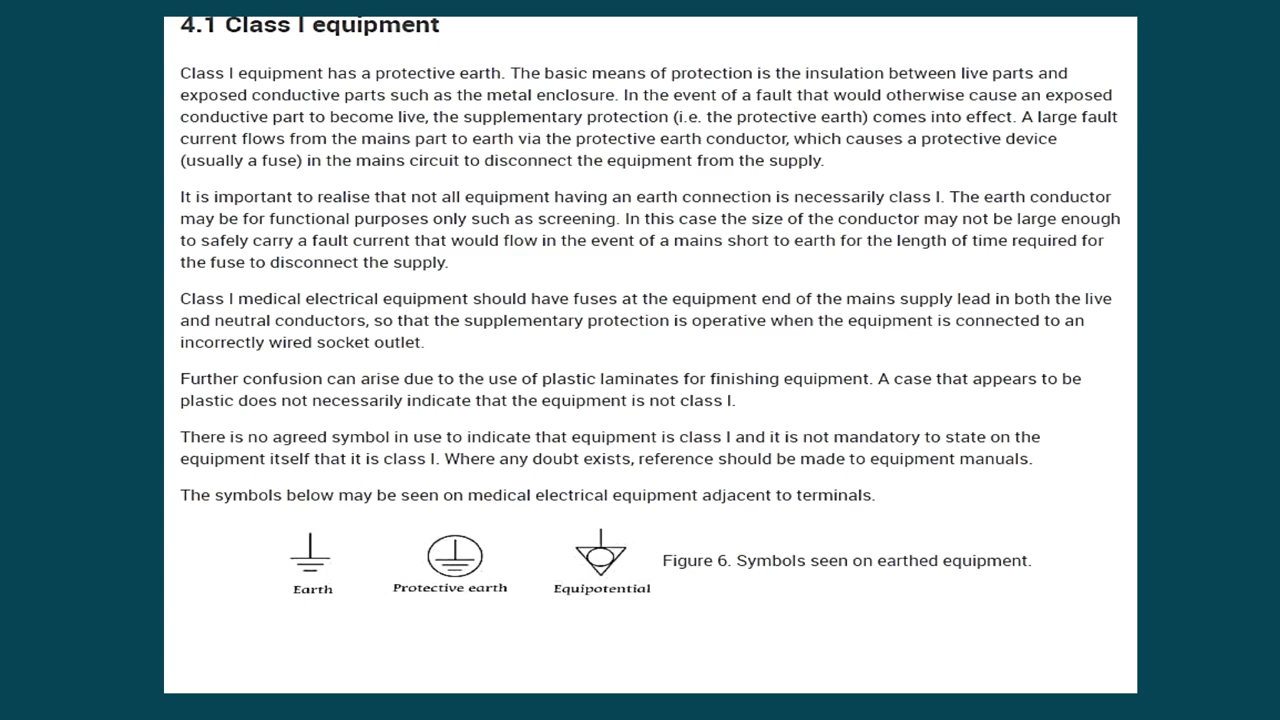 4.1 Class I equipment
Class I equipment has a protective earth. The basic means of protection is the insulation between live parts and
exposed conductive parts such as the metal enclosure. In the event of a fault that would otherwise cause an exposed
conductive part to become live, the supplementary protection (i.e. the protective earth) comes into effect. A large fault
current flows from the mains part to earth via the protective earth conductor, which causes a protective device
(usually a fuse) in the mains circuit to disconnect the equipment from the supply.
It is important to realise that not all equipment having an earth connection is necessarily class I. The earth conductor
may be for functional purposes only such as screening. In this case the size of the conductor may not be large enough
to safely carry a fault current that would flow in the event of a mains short to earth for the length of time required for
the fuse to disconnect the supply.
Class I medical electrical equipment should have fuses at the equipment end of the mains supply lead in both the live
and neutral conductors, so that the supplementary protection is operative when the equipment is connected to an
incorrectly wired socket outlet.
Further confusion can arise due to the use of plastic laminates for finishing equipment. A case that appears to be
plastic does not necessarily indicate that the equipment is not class I.
There is no agreed symbol in use to indicate that equipment is class I and it is not mandatory to state on the
equipment itself that it is class I. Where any doubt exists, reference should be made to equipment manuals.
The symbols below may be seen on medical electrical equipment adjacent to terminals.
Figure 6. Symbols seen on earthed equipment.
Earth Protective earth Equipotential